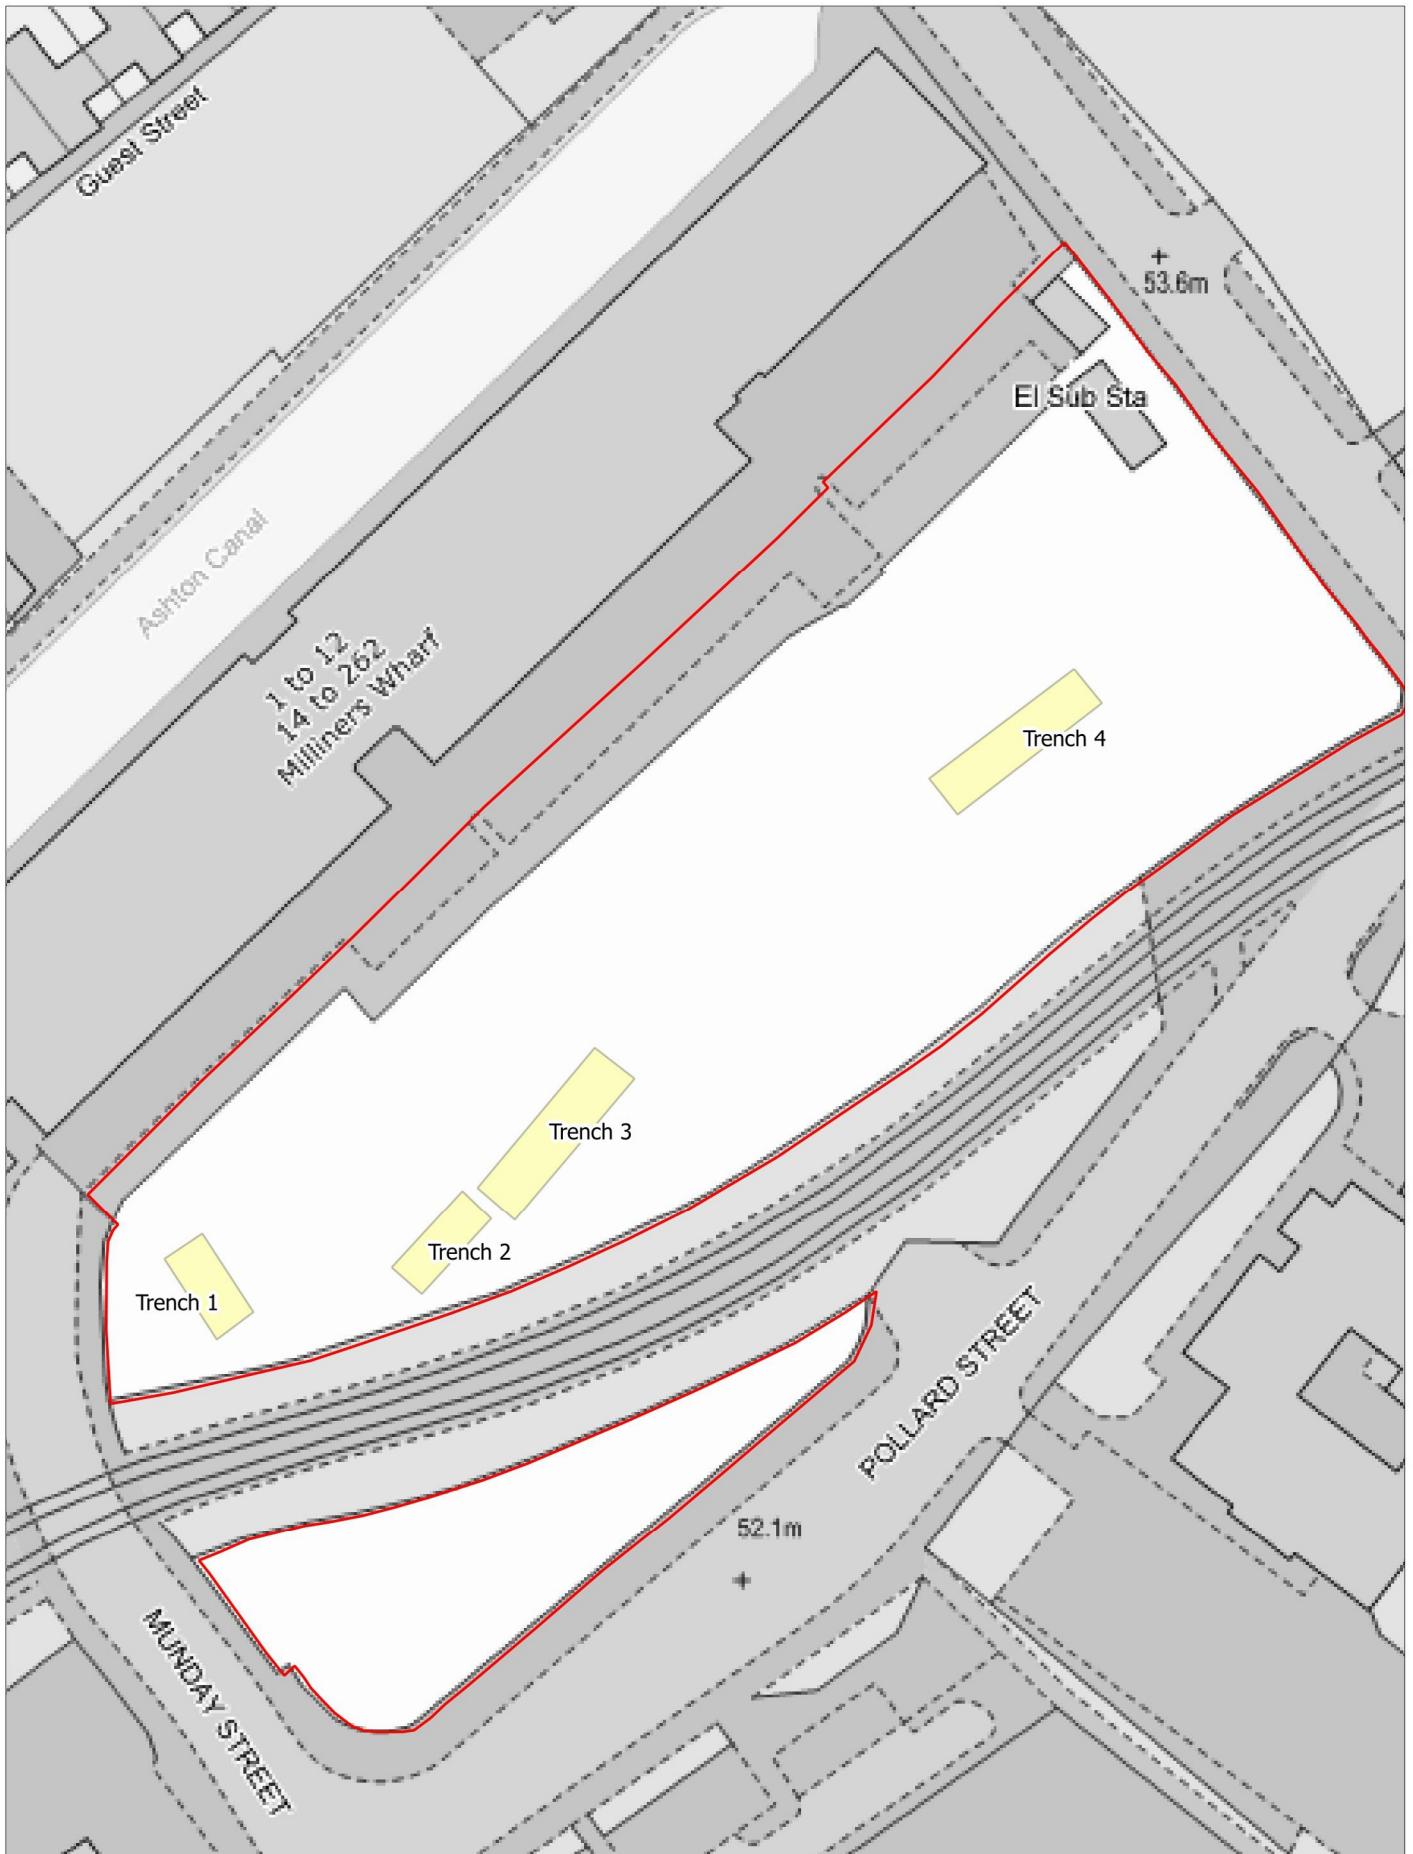 Guest Street
53.6m
El Sub Sta
Ashton Canal
1 to 12
14 to 262
Milliners Wharf
Trench 4
Trench 3
Trench 2
Trench 1
POLLARD STREET
52.1m
MUNDAY STREET